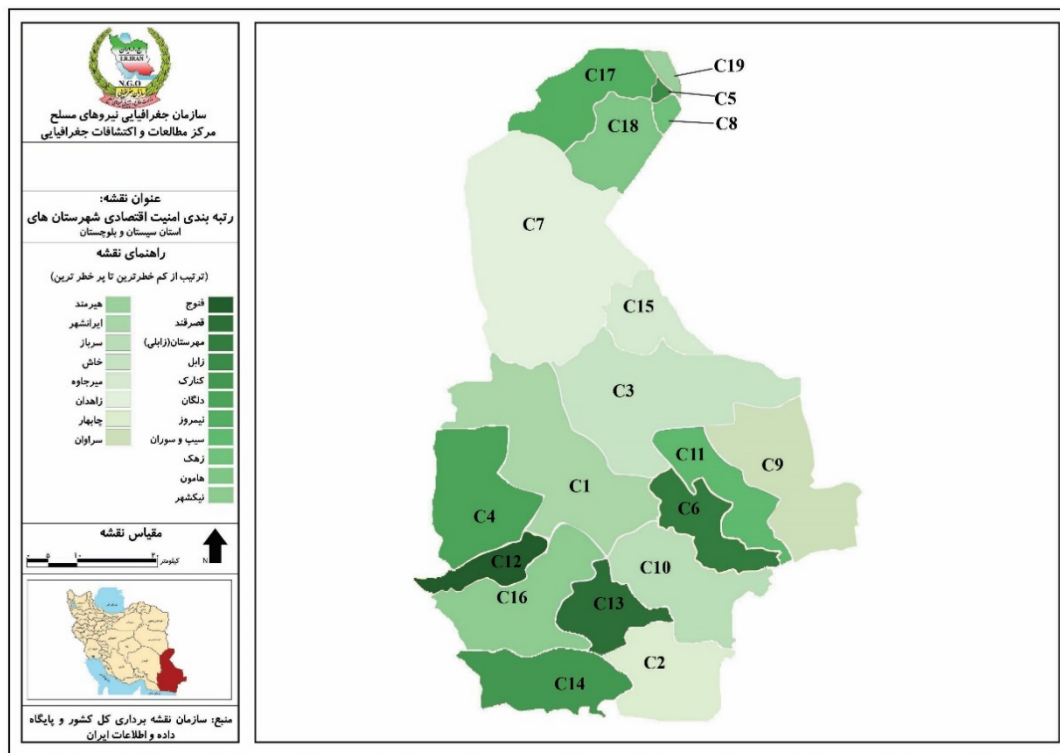 I.R.IRAN
N.G.O
سازمان جغرافیایی نیروهای مسلح
مرکز مطالعات و اکتشافات جغرافیایی
عنوان نقشه:
رتبه بندی امنیت اقتصادی شهرستان های
استان سیستان و بلوچستان
راهنمای نقشه
(ترتیب از کم خطرترین تا پر خطر ترین)
فنوج
قصرقند
مهرستان(زابلی)
زابل
کنارک
دلگان
نیمروز
سیب و سوران
زهک
هامون
نیکشهر
هیرمند
ایرانشهر
سرباز
خاش
میرجاوه
زاهدان
چابهار
سراوان
مقیاس نقشه
کیلومتر
N
منبع: سازمان نقشه برداری کل کشور و پایگاه
داده و اطلاعات ایران
C17
C19
C5
C8
C18
C7
C15
C3
C11
C9
C1
C6
C4
C12
C10
C16
C13
C2
C14